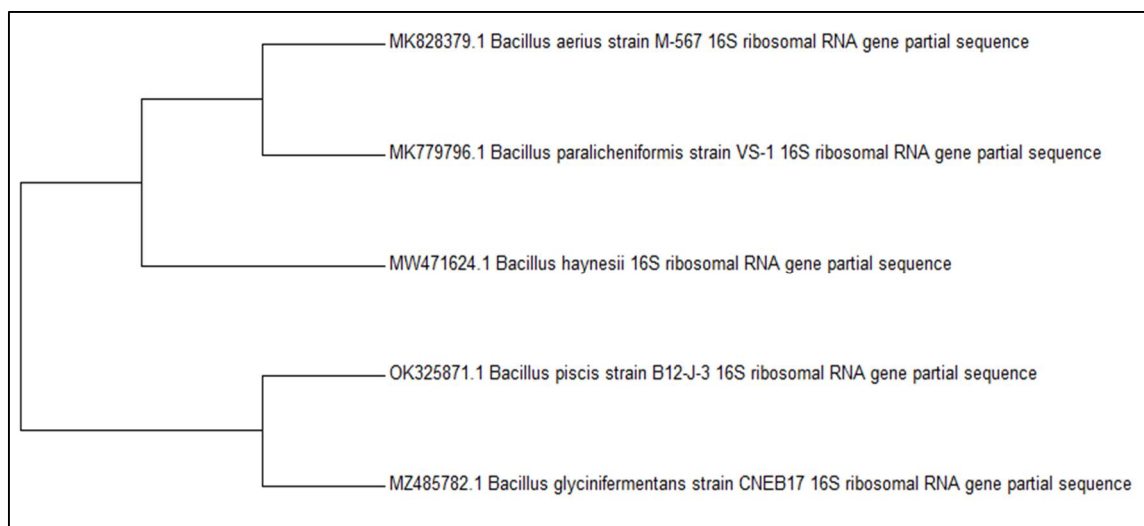 MK828379.1 Bacillus aerius strain M-567 16S ribosomal RNA gene partial sequence
MK779796.1 Bacillus paralicheniformis strain VS-1 16S ribosomal RNA gene partial sequence
MW471624.1 Bacillus haynesii 16S ribosomal RNA gene partial sequence
OK325871.1 Bacillus piscis strain B12-J-3 16S ribosomal RNA gene partial sequence
MZ485782.1 Bacillus glycinifermentans strain CNEB17 16S ribosomal RNA gene partial sequence